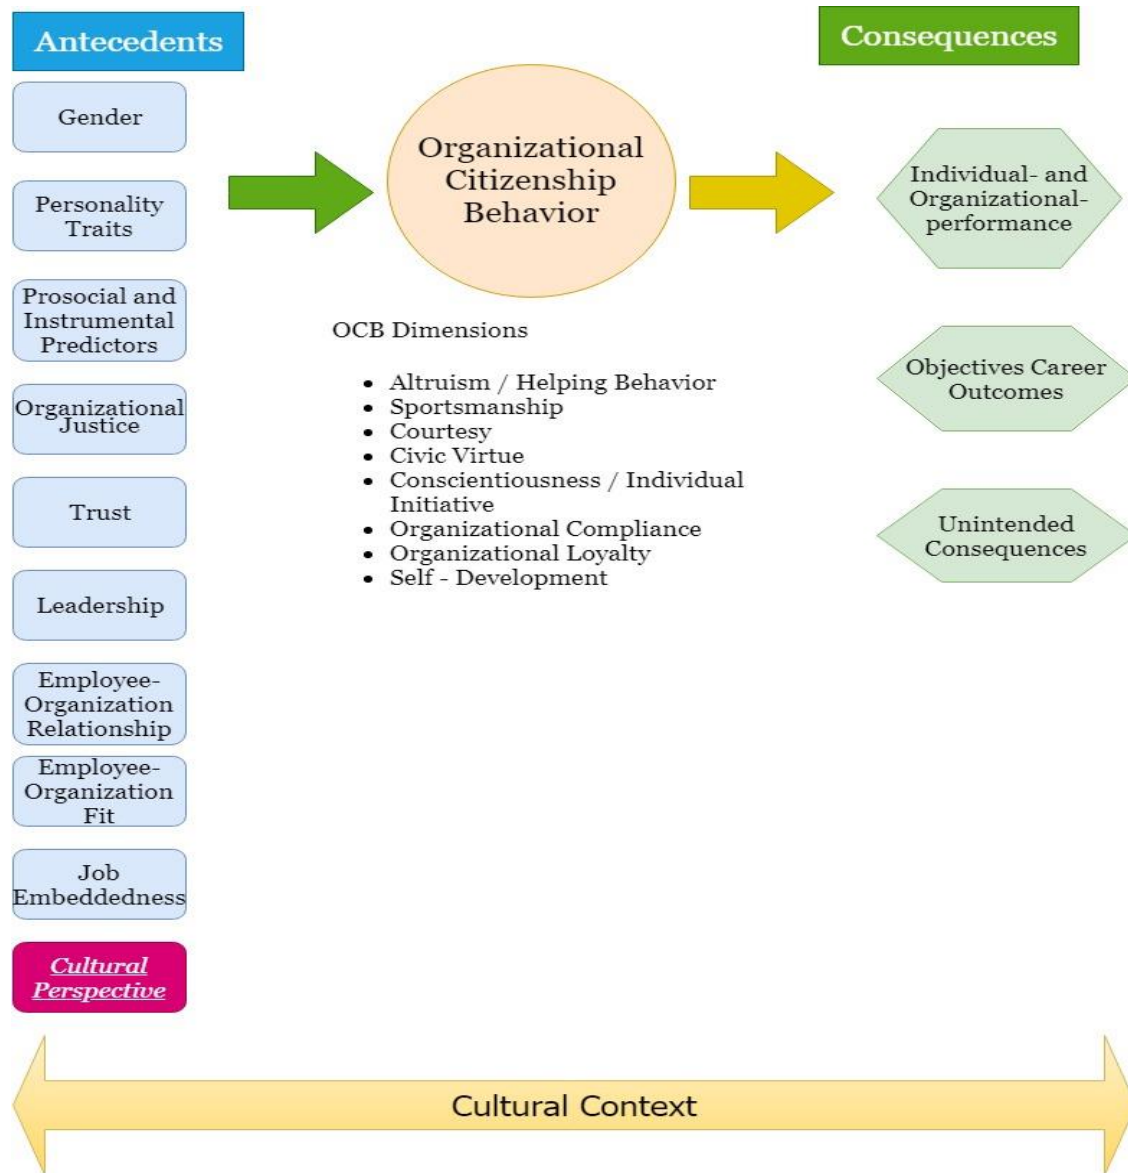 Antecedents
Gender
Personality
Traits
Prosocial and
Instrumental
Predictors
Organizational
Justice
Trust
Leadership
Employee-
Organization
Relationship
Employee-
Organization
Fit
Job
Embeddedness
Cultural
Perspective
Organizational
Citizenship
Behavior
OCB Dimensions
• Altruism / Helping Behavior
• Sportsmanship
• Courtesy
• Civic Virtue
• Conscientiousness / Individual
Initiative
• Organizational Compliance
• Organizational Loyalty
• Self - Development
Consequences
Individual- and
Organizational-
performance
Objectives Career
Outcomes
Unintended
Consequences
Cultural Context